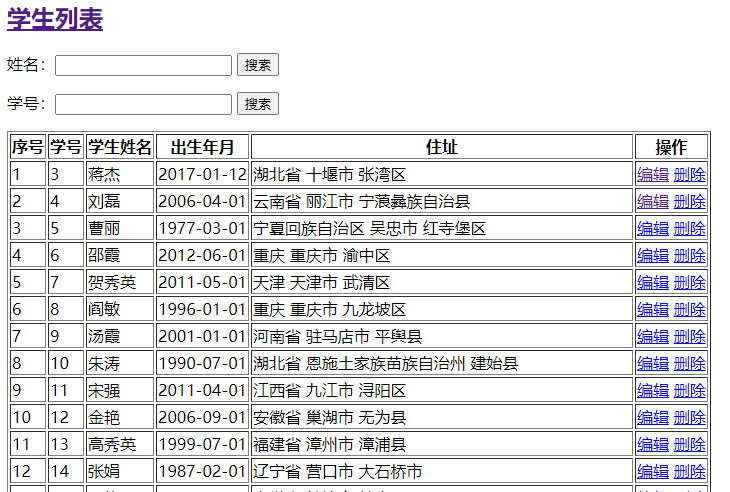 学生列表
姓名: 搜索
学号: 搜索
序号 学号 学生姓名 出生年月 住址 操作
1 3 蒋杰 2017-01-12 湖北省 十堰市 张湾区 编辑 删除
2 4 刘磊 2006-04-01 云南省 丽江市 宁蒗彝族自治县 编辑 删除
3 5 曹丽 1977-03-01 宁夏回族自治区 吴忠市 红寺堡区 编辑 删除
4 6 邵霞 2012-06-01 重庆 重庆市 渝中区 编辑 删除
5 7 贺秀英 2011-05-01 天津 天津市 武清区 编辑 删除
6 8 阎敏 1996-01-01 重庆 重庆市 九龙坡区 编辑 删除
7 9 汤霞 2001-01-01 河南省 驻马店市 平舆县 编辑 删除
8 10 朱涛 1990-07-01 湖北省 恩施土家族苗族自治州 建始县 编辑 删除
9 11 宋强 2011-04-01 江西省 九江市 浔阳区 编辑 删除
10 12 金艳 2006-09-01 安徽省 巢湖市 无为县 编辑 删除
11 13 高秀英 1999-07-01 福建省 漳州市 漳浦县 编辑 删除
12 14 张娟 1987-02-01 辽宁省 营口市 大石桥市 编辑 删除